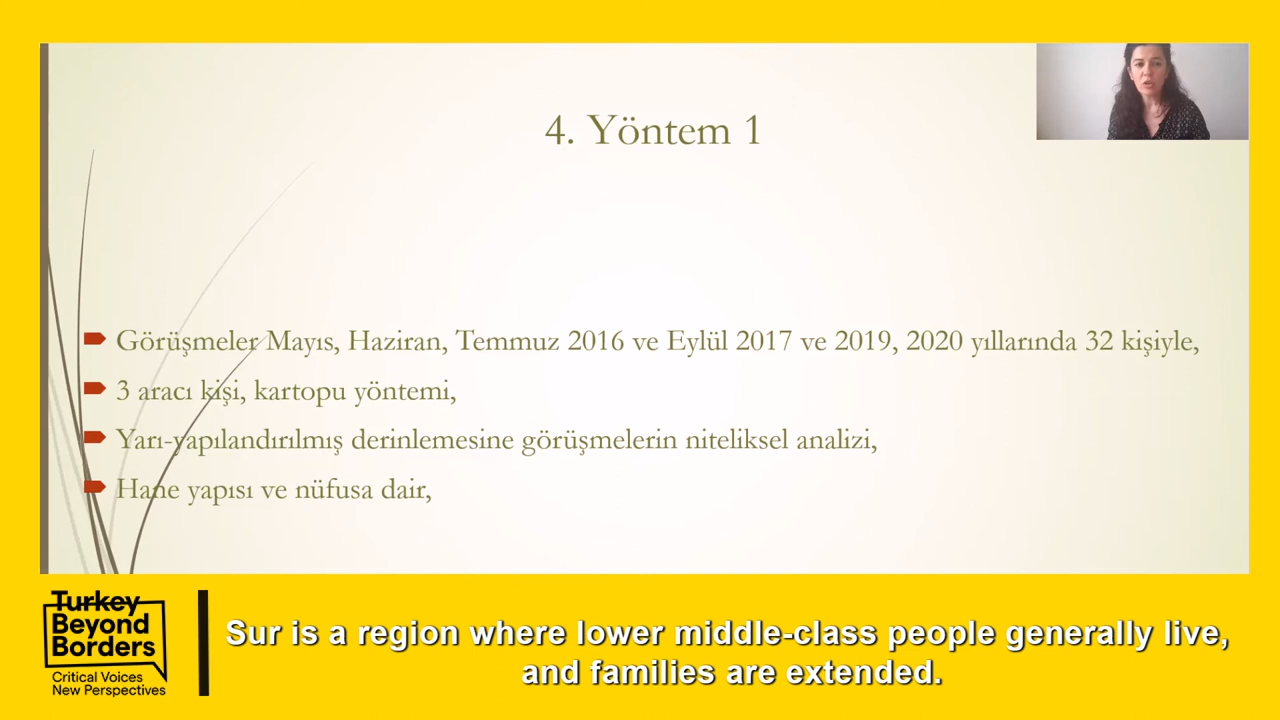 4. Yöntem 1
Görüşmeler Mayıs, Haziran, Temmuz 2016 ve Eylül 2017 ve 2019, 2020 yıllarında 32 kişiyle,
3 aracı kişi, kartopu yöntemi,
Yarı-yapılandırılmış derinlemesine görüşmelerin niteliksel analizi,
Hane yapısı ve nüfusa dair,
Turkey
Beyond
Borders
Critical Voices
New Perspectives
Sur is a region where lower middle-class people generally live,
and families are extended.